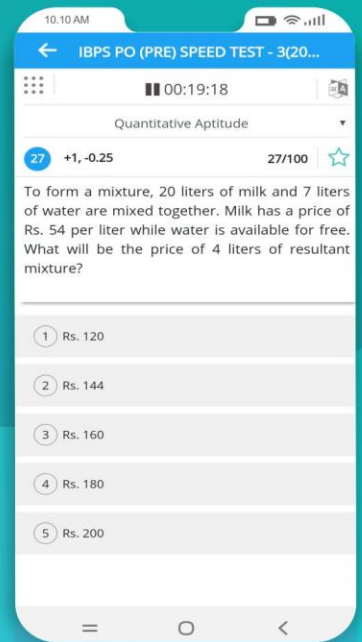 10.10 AM
IBPS PO (PRE) SPEED TEST - 3(20...
00:19:18
Quantitative Aptitude
27 +1, -0.25 27/100
To form a mixture, 20 liters of milk and 7 liters
of water are mixed together. Milk has a price of
Rs. 54 per liter while water is available for free.
What will be the price of 4 liters of resultant
mixture?
1 Rs. 120
2 Rs. 144
3 Rs. 160
4 Rs. 180
5 Rs. 200